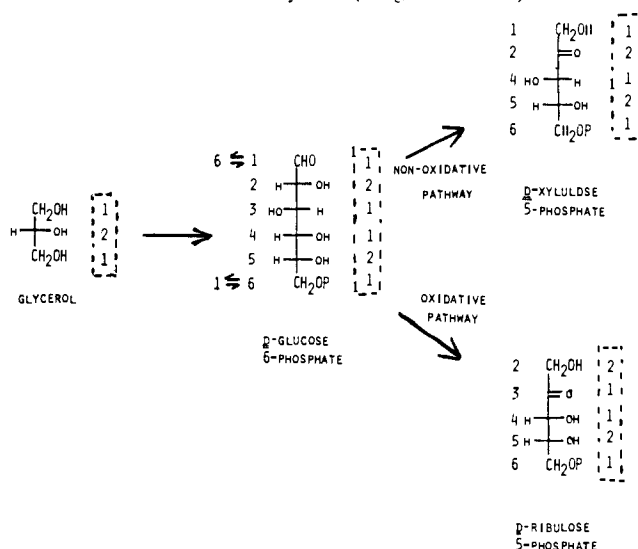 1 CH2OH 1
2 =O 2
4 HO H 1
5 H OH 2
6 CH2OP 1
D-XYLULOSE
5-PHOSPHATE
NON-OXIDATIVE
PATHWAY
6 ⇆ 1 CHO 1
2 H OH 2
3 HO H 1
4 H OH 1
5 H OH 2
1 ⇆ 6 CH2OP 1
D-GLUCOSE
6-PHOSPHATE
CH2OH 1
H OH 2
CH2OH 1
GLYCEROL
OXIDATIVE
PATHWAY
2 CH2OH 2
3 =O 1
4 H OH 1
5 H OH 2
6 CH2OP 1
D-RIBULOSE
5-PHOSPHATE